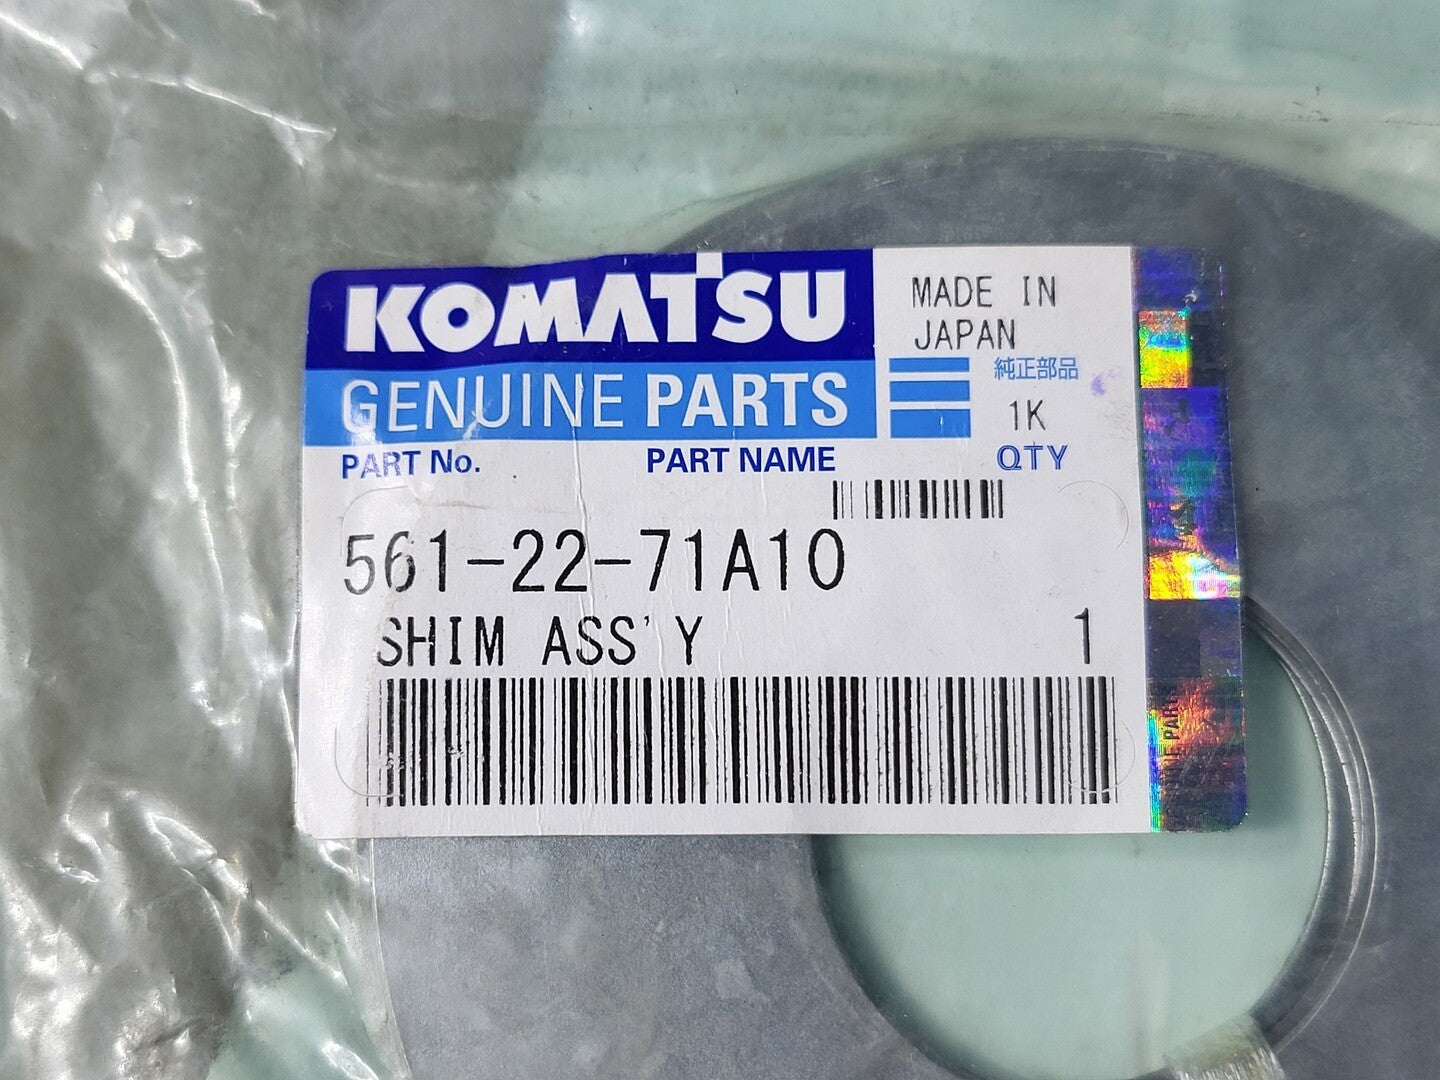 KOMATSU
MADE IN
JAPAN
GENUINE PARTS
純正部品
1K
PART No.
PART NAME
QTY
561-22-71A10
SHIM ASS'Y
1
PARTS